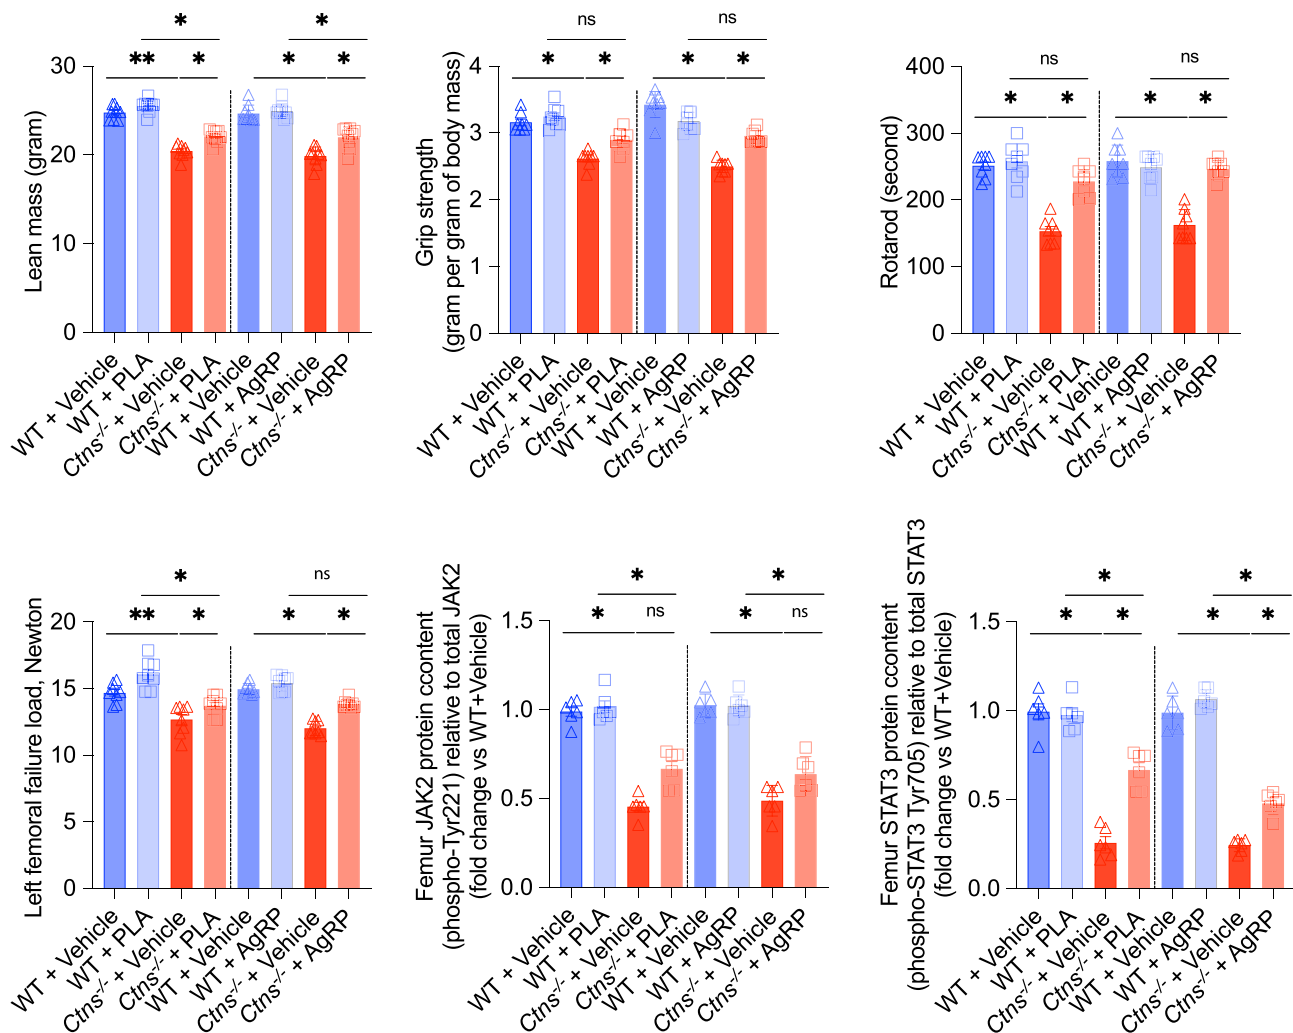 *
*
**
*
*
*
30
20
10
0
Lean mass (gram)
WT + Vehicle
WT + PLA
Ctns-/- + Vehicle
Ctns-/- + PLA
WT + Vehicle
WT + AgRP
Ctns-/- + Vehicle
Ctns-/- + AgRP
ns
ns
*
*
*
*
4
3
2
1
0
Grip strength
(gram per gram of body mass)
WT + Vehicle
WT + PLA
Ctns-/- + Vehicle
Ctns-/- + PLA
WT + Vehicle
WT + AgRP
Ctns-/- + Vehicle
Ctns-/- + AgRP
ns
ns
*
*
*
*
400
300
200
100
0
Rotarod (second)
WT + Vehicle
WT + PLA
Ctns-/- + Vehicle
Ctns-/- + PLA
WT + Vehicle
WT + AgRP
Ctns-/- + Vehicle
Ctns-/- + AgRP
*
ns
**
*
*
*
20
15
10
5
0
Left femoral failure load, Newton
WT + Vehicle
WT + PLA
Ctns-/- + Vehicle
Ctns-/- + PLA
WT + Vehicle
WT + AgRP
Ctns-/- + Vehicle
Ctns-/- + AgRP
*
*
*
ns
*
ns
1.5
1.0
0.5
0.0
Femur JAK2 protein ccontent
(phospho-Tyr221) relative to total JAK2
(fold change vs WT+Vehicle)
WT + Vehicle
WT + PLA
Ctns-/- + Vehicle
Ctns-/- + PLA
WT + Vehicle
WT + AgRP
Ctns-/- + Vehicle
Ctns-/- + AgRP
*
*
*
*
*
*
1.5
1.0
0.5
0.0
Femur STAT3 protein ccontent
(phospho-STAT3 Tyr705) relative to total STAT3
(fold change vs WT+Vehicle)
WT + Vehicle
WT + PLA
Ctns-/- + Vehicle
Ctns-/- + PLA
WT + Vehicle
WT + AgRP
Ctns-/- + Vehicle
Ctns-/- + AgRP